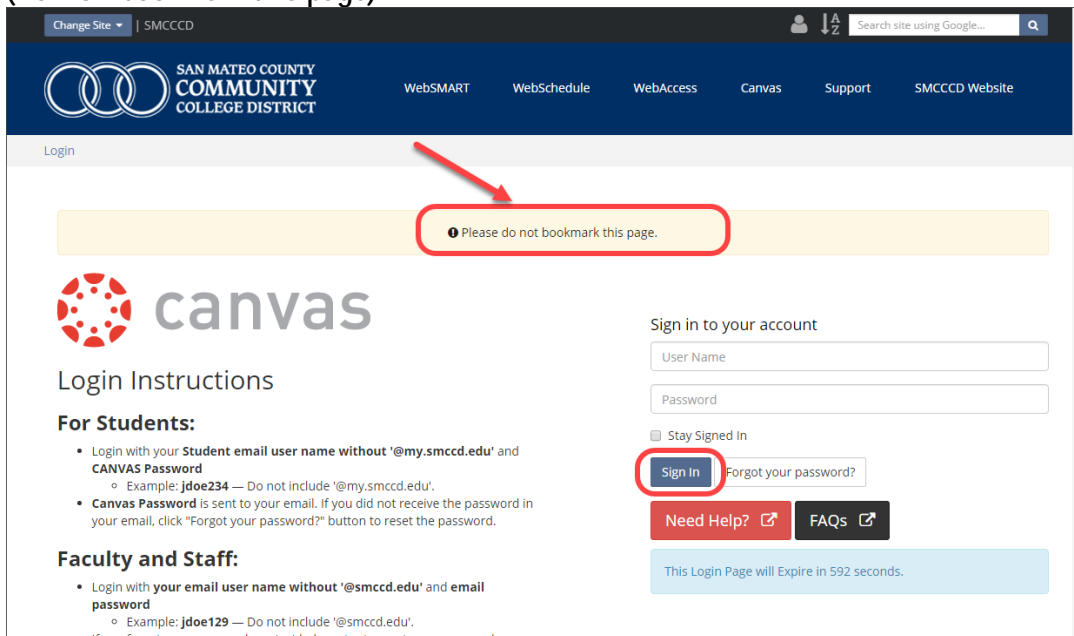 Change Site | SMCCCD
A
Z
Search site using Google...
SAN MATEO COUNTY
COMMUNITY
COLLEGE DISTRICT
WebSMART WebSchedule WebAccess Canvas Support SMCCCD Website
Login
Please do not bookmark this page.
canvas
Login Instructions
For Students:
• Login with your Student email user name without '@my.smccd.edu' and
CANVAS Password
○ Example: jdoe234 — Do not include '@my.smccd.edu'.
• Canvas Password is sent to your email. If you did not receive the password in
your email, click "Forgot your password?" button to reset the password.
Faculty and Staff:
• Login with your email user name without '@smccd.edu' and email
password
○ Example: jdoe129 — Do not include '@smccd.edu'.
Sign in to your account
User Name
Password
Stay Signed In
Sign In Forgot your password?
Need Help? FAQs
This Login Page will Expire in 592 seconds.